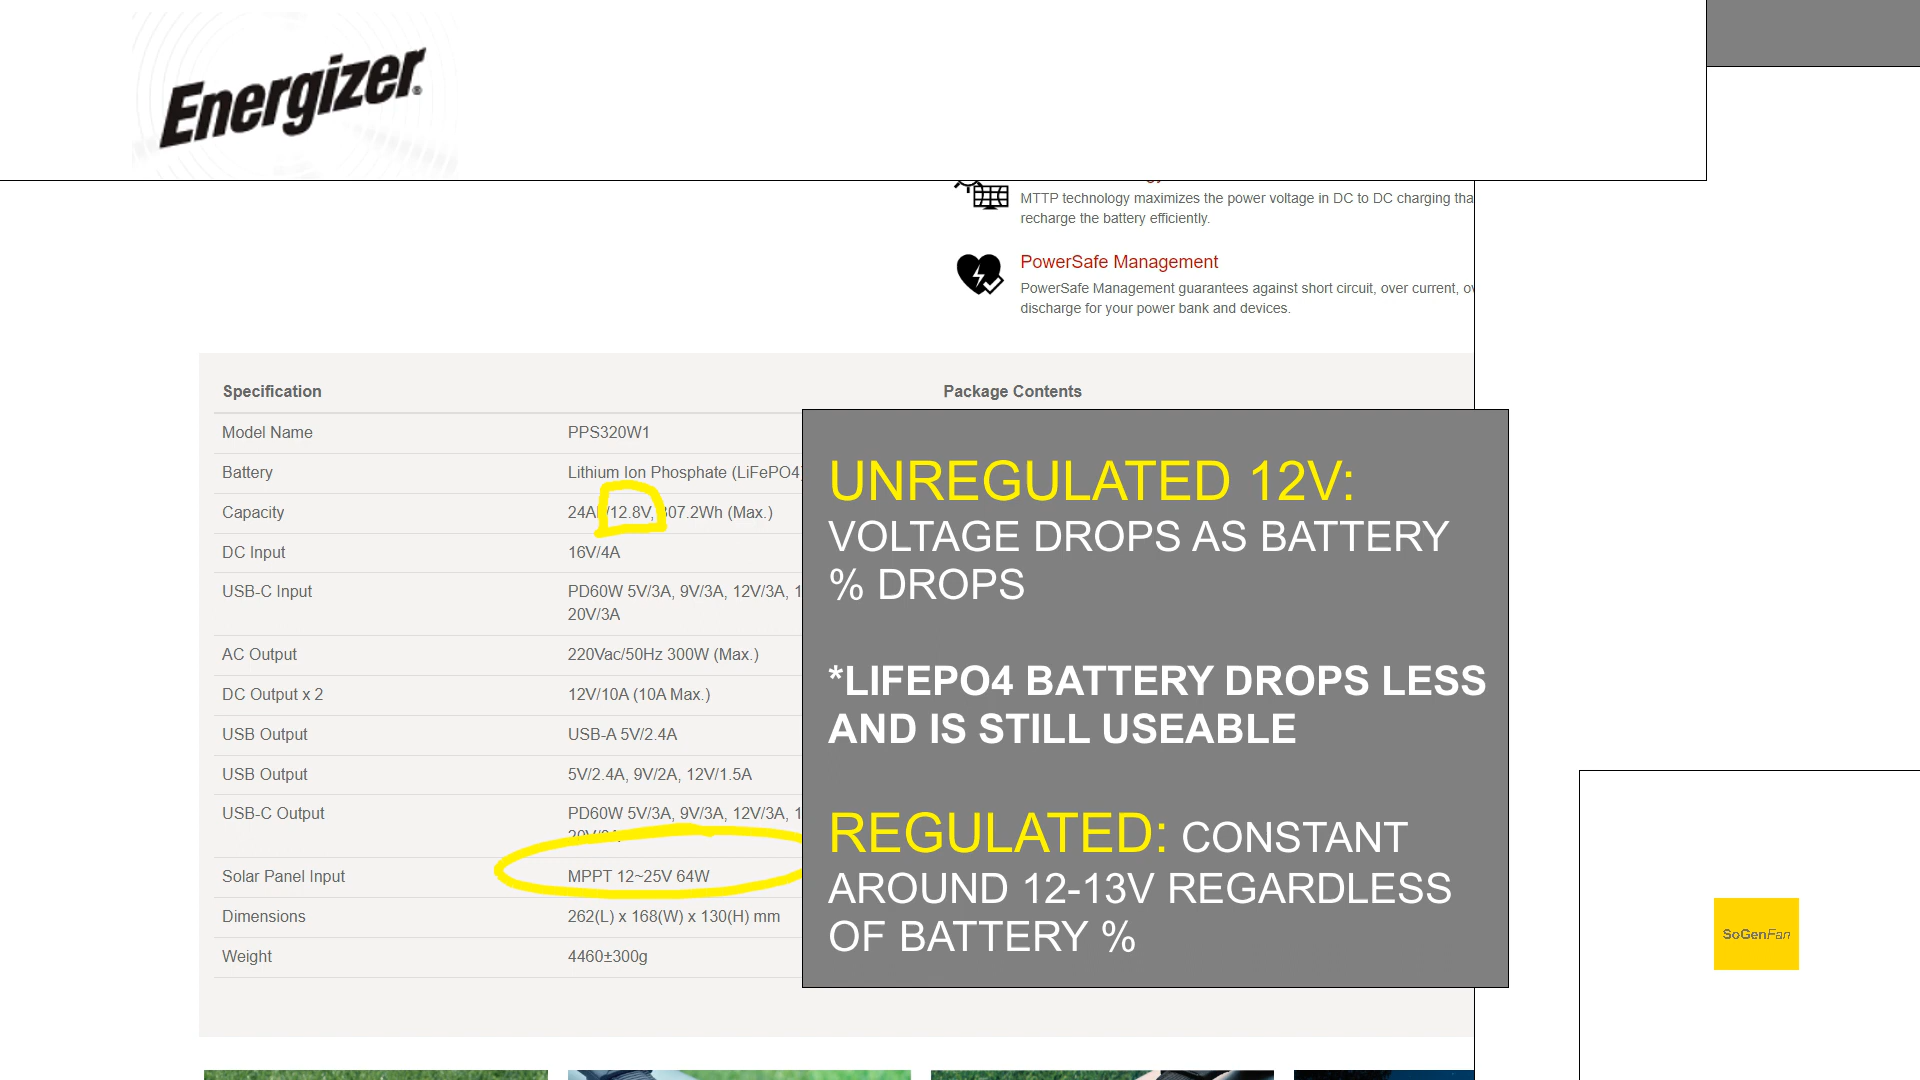 Energizer®
MTTP technology maximizes the power voltage in DC to DC charging tha
recharge the battery efficiently.
PowerSafe Management
PowerSafe Management guarantees against short circuit, over current, ov
discharge for your power bank and devices.
Specification
Package Contents
Model Name PPS320W1
Battery Lithium Ion Phosphate (LiFePO4)
Capacity 24Ah/12.8V, 307.2Wh (Max.)
DC Input 16V/4A
USB-C Input PD60W 5V/3A, 9V/3A, 12V/3A, 1
20V/3A
AC Output 220Vac/50Hz 300W (Max.)
DC Output x 2 12V/10A (10A Max.)
USB Output USB-A 5V/2.4A
USB Output 5V/2.4A, 9V/2A, 12V/1.5A
USB-C Output PD60W 5V/3A, 9V/3A, 12V/3A, 1
Solar Panel Input MPPT 12~25V 64W
Dimensions 262(L) x 168(W) x 130(H) mm
Weight 4460±300g
UNREGULATED 12V:
VOLTAGE DROPS AS BATTERY
% DROPS
*LIFEPO4 BATTERY DROPS LESS
AND IS STILL USEABLE
REGULATED: CONSTANT
AROUND 12-13V REGARDLESS
OF BATTERY %
SoGenFan